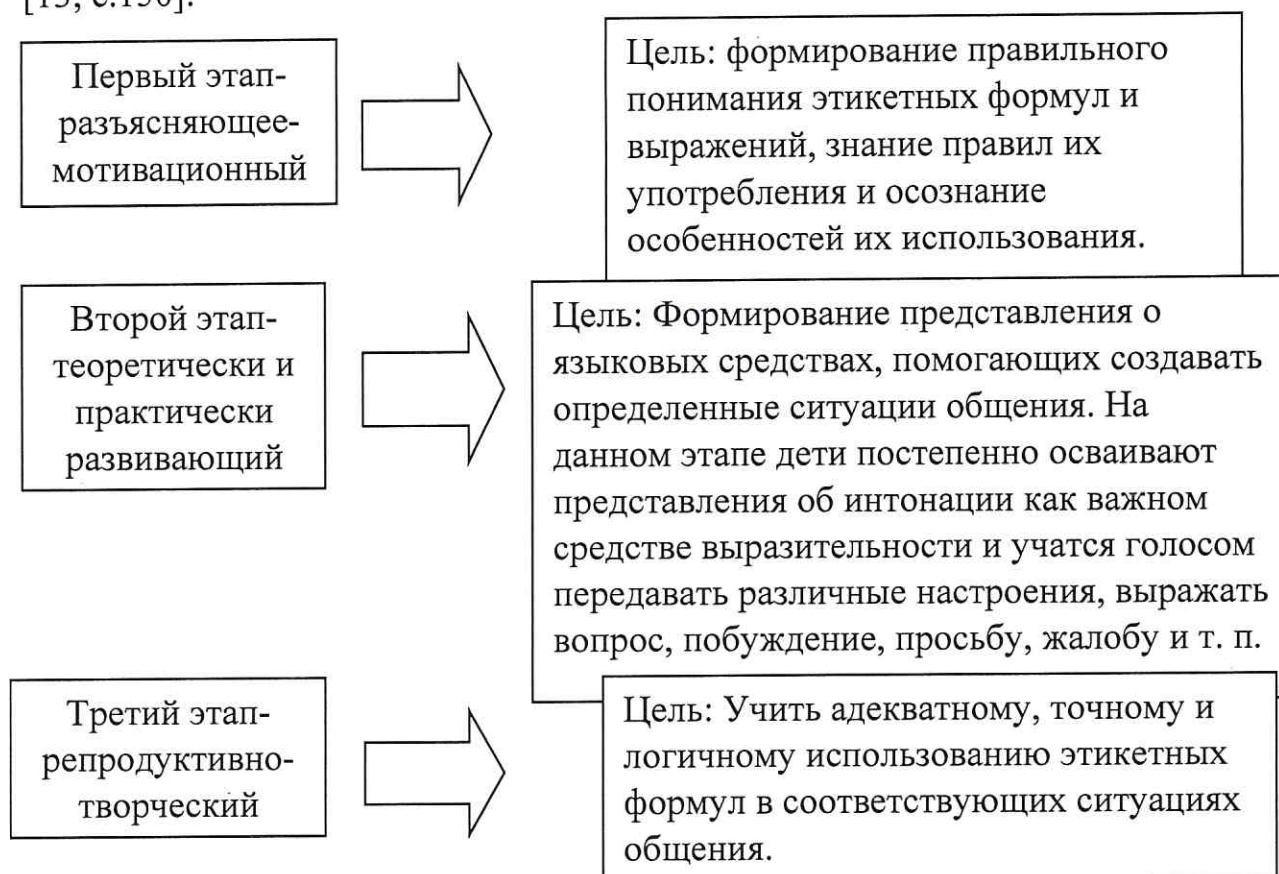 [15, с.150].
Первый этап-
разъясняющее-
мотивационный
Цель: формирование правильного
понимания этикетных формул и
выражений, знание правил их
употребления и осознание
особенностей их использования.
Второй этап-
теоретически и
практически
развивающий
Цель: Формирование представления о
языковых средствах, помогающих создавать
определенные ситуации общения. На
данном этапе дети постепенно осваивают
представления об интонации как важном
средстве выразительности и учатся голосом
передавать различные настроения, выражать
вопрос, побуждение, просьбу, жалобу и т. п.
Третий этап-
репродуктивно-
творческий
Цель: Учить адекватному, точному и
логичному использованию этикетных
формул в соответствующих ситуациях
общения.